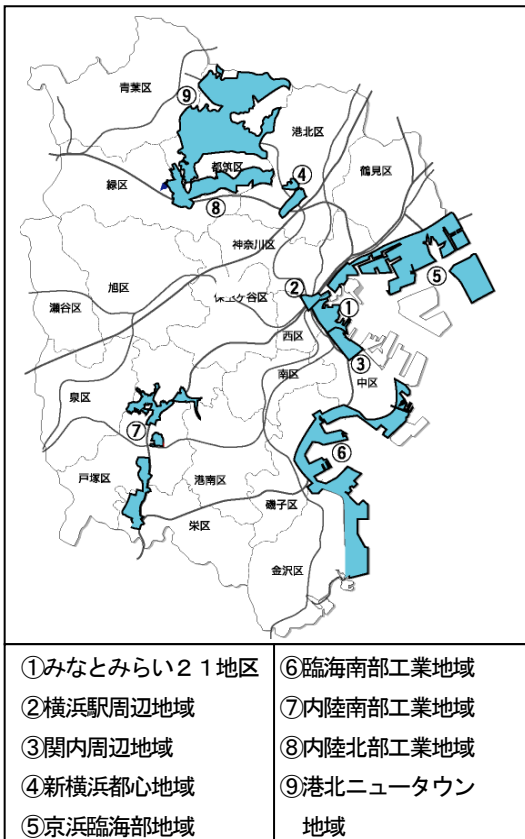 青葉区
⑨
港北区
都筑区
④
鶴見区
緑区
⑧
神奈川区
旭区
⑤
保土ケ谷区
②
瀬谷区
①
西区
③
南区
中区
泉区
⑦
⑥
戸塚区
港南区
磯子区
栄区
金沢区
①みなとみらい２１地区
②横浜駅周辺地域
③関内周辺地域
④新横浜都心地域
⑤京浜臨海部地域
⑥臨海南部工業地域
⑦内陸南部工業地域
⑧内陸北部工業地域
⑨港北ニュータウン
地域